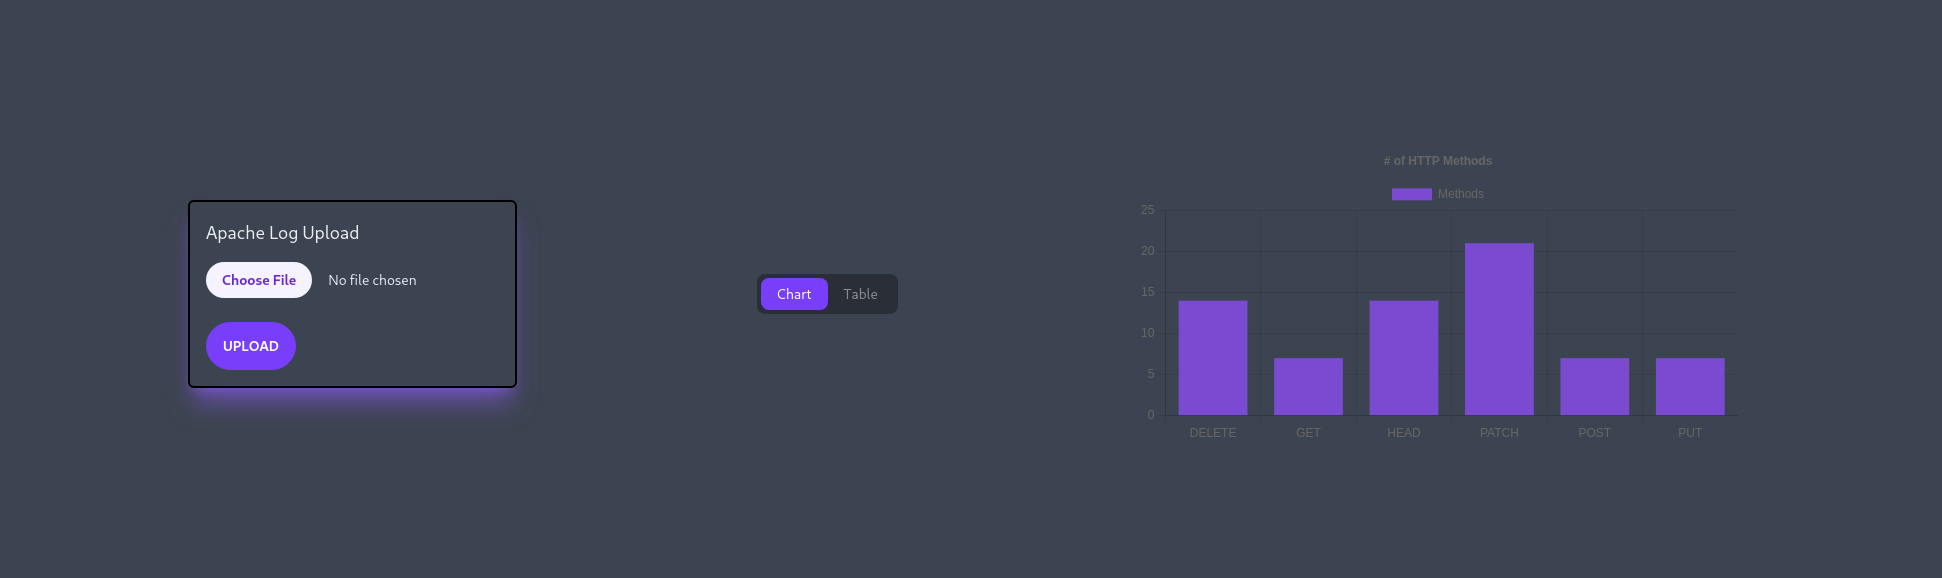 Apache Log Upload
Choose File No file chosen
UPLOAD
Chart Table
# of HTTP Methods
Methods
25
20
15
10
5
0
DELETE GET HEAD PATCH POST PUT